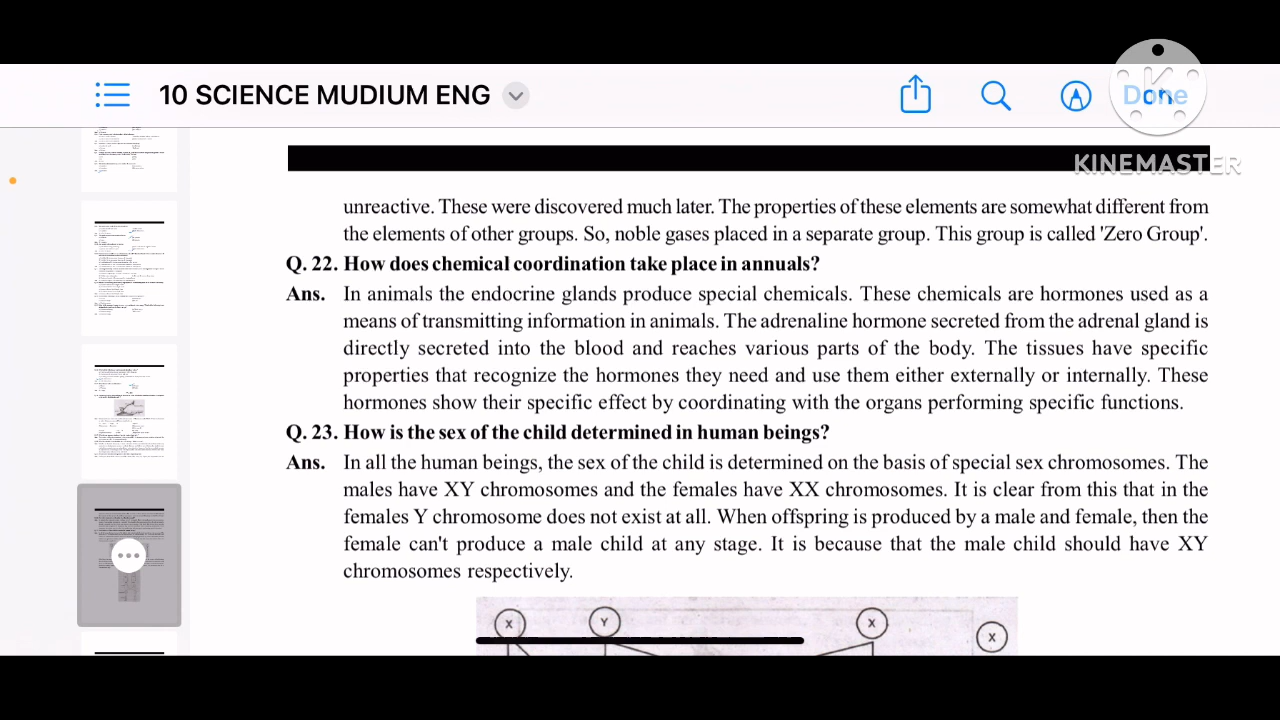 10 SCIENCE MUDIUM ENG
Done
KINEMASTER
unreactive. These were discovered much later. The properties of these elements are somewhat different from
the elements of other groups. So, noble gases placed in separate group. This group is called 'Zero Group'.
Q. 22. How does chemical coordination take place in annual?
Ans. In animals the endocrine glands produce special chemicals. These chemicals are hormones used as a
means of transmitting information in animals. The adrenaline hormone secreted from the adrenal gland is
directly secreted into the blood and reaches various parts of the body. The tissues have specific
properties that recognize the hormones they need and use them either externally or internally. These
hormones show their specific effect by coordinating with the organs performing specific functions.
Q. 23. How is the sex of the child determined in human beings?
Ans. In call the human beings, the sex of the child is determined on the basis of special sex chromosomes. The
males have XY chromosomes and the females have XX chromosomes. It is clear from this that in the
females Y chromosomes don't exist at all. When offspring is produced by a male and female, then the
female can't produce a male child at any stage. It is because that the male child should have XY
chromosomes respectively.
X Y X X